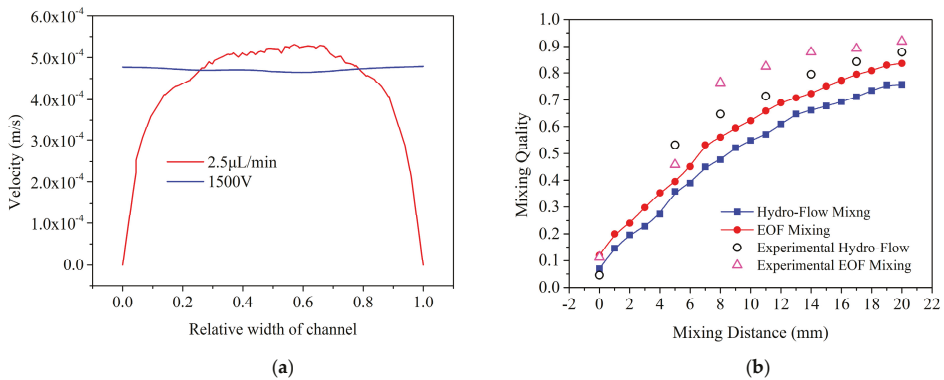 (a)
6.0x10⁻⁴
5.0x10⁻⁴
4.0x10⁻⁴
3.0x10⁻⁴
2.0x10⁻⁴
1.0x10⁻⁴
0.0
Velocity (m/s)
2.5μL/min
1500V
0.0 0.2 0.4 0.6 0.8 1.0
Relative width of channel
(a)
(b)
1.0
0.9
0.8
0.7
0.6
0.5
0.4
0.3
0.2
0.1
0.0
Mixing Quality
Hydro-Flow Mixng
EOF Mixing
Experimental Hydro Flow
Experimental EOF Mixing
-2 0 2 4 6 8 10 12 14 16 18 20 22
Mixing Distance (mm)
(b)